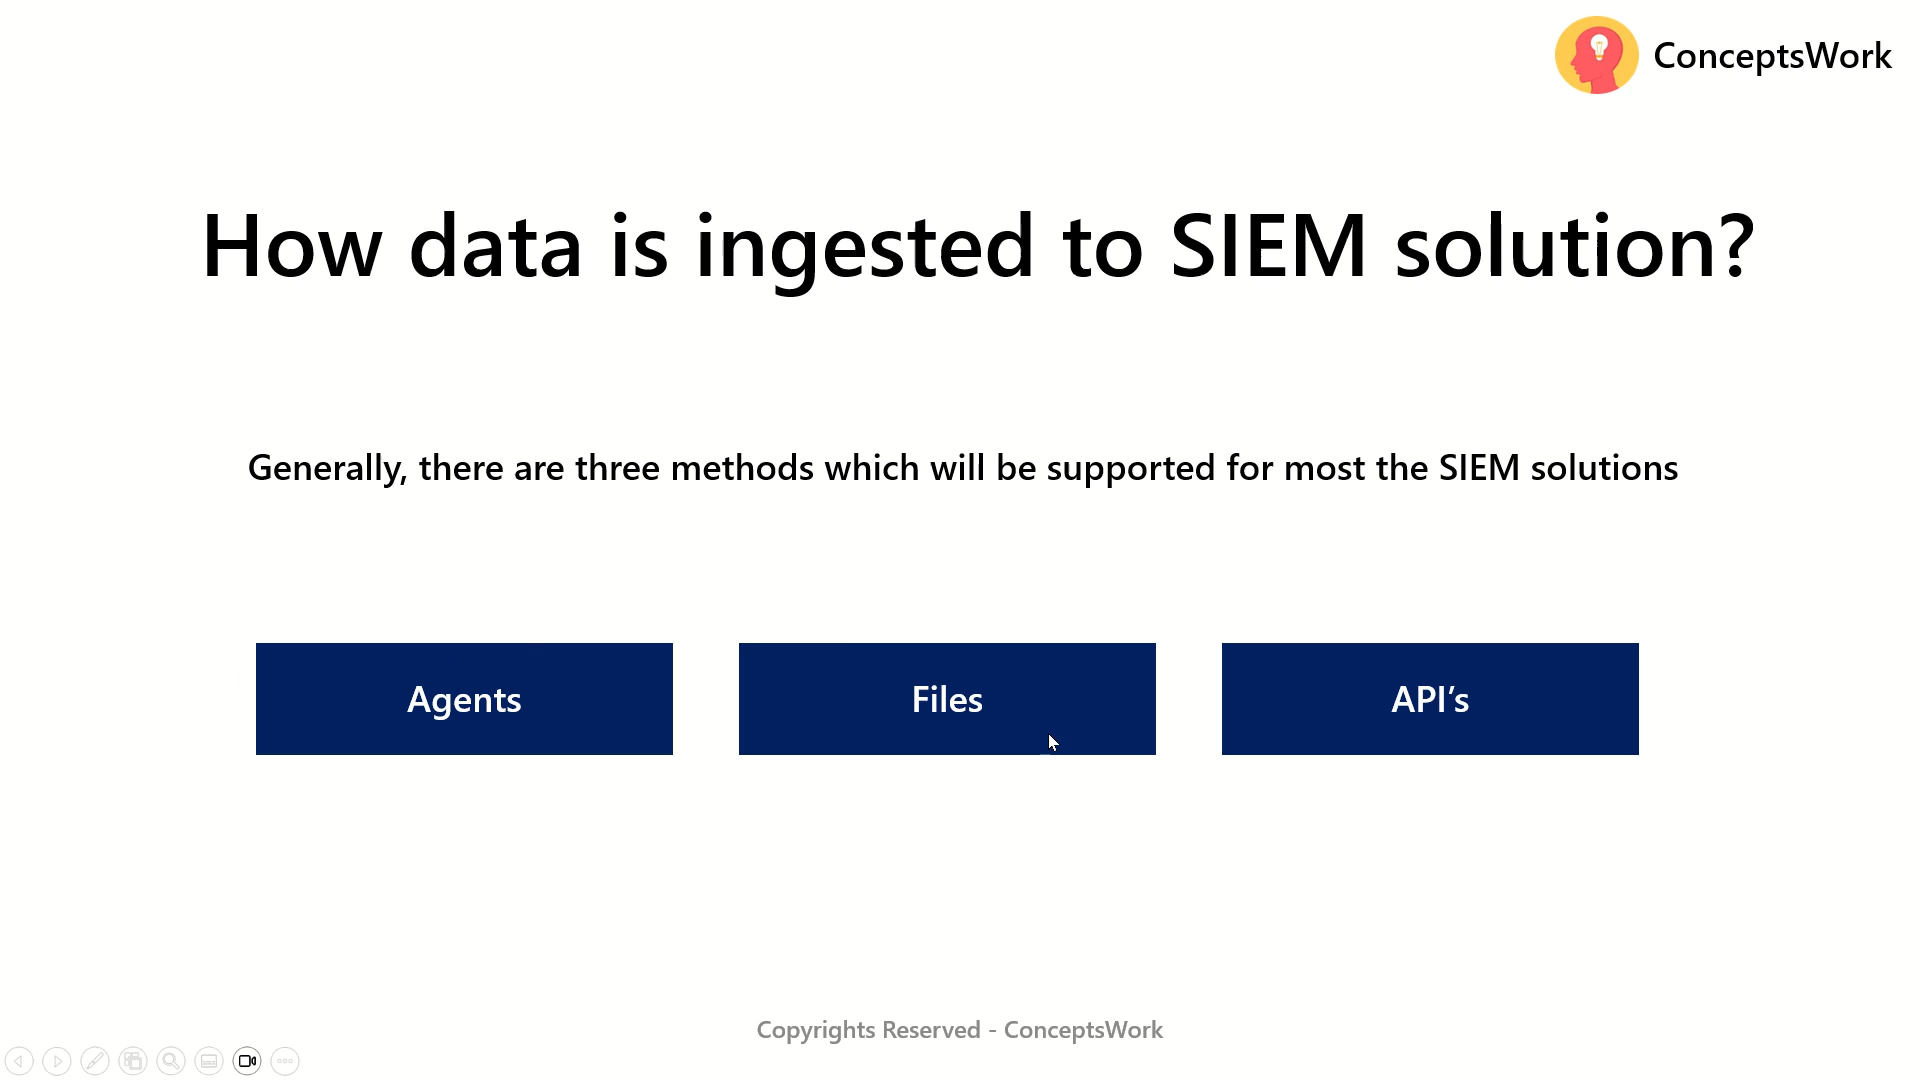 ConceptsWork
How data is ingested to SIEM solution?
Generally, there are three methods which will be supported for most the SIEM solutions
Agents
Files
API’s
Copyrights Reserved - ConceptsWork